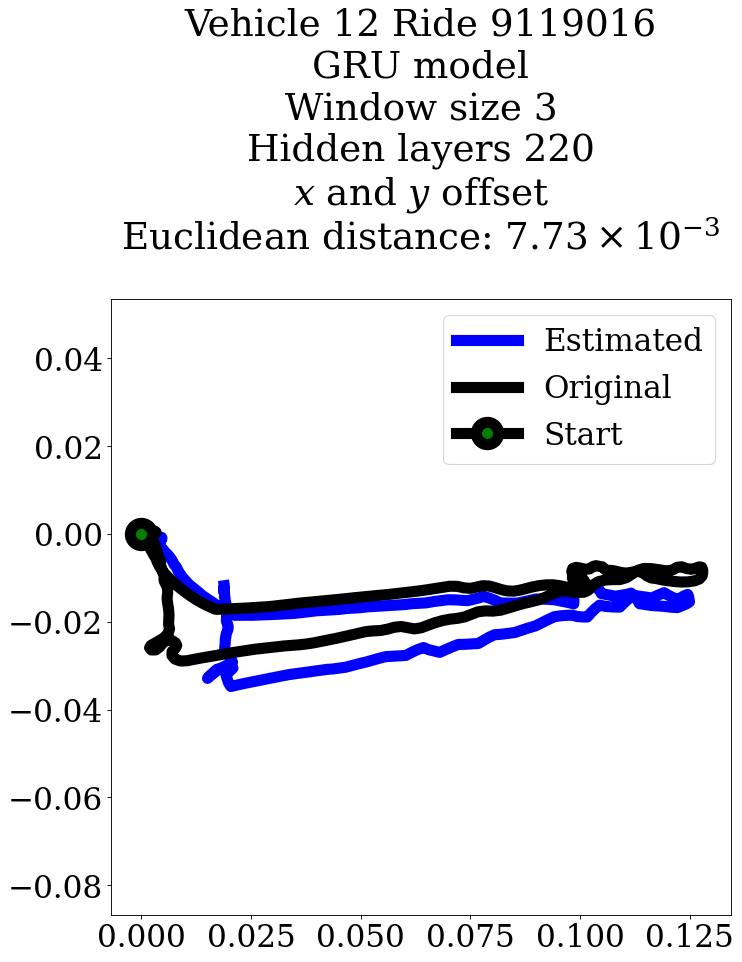 Vehicle 12 Ride 9119016
GRU model
Window size 3
Hidden layers 220
x and y offset
Euclidean distance: 7.73 × 10⁻³
Estimated
Original
Start
0.04
0.02
0.00
−0.02
−0.04
−0.06
−0.08
0.000 0.025 0.050 0.075 0.100 0.125